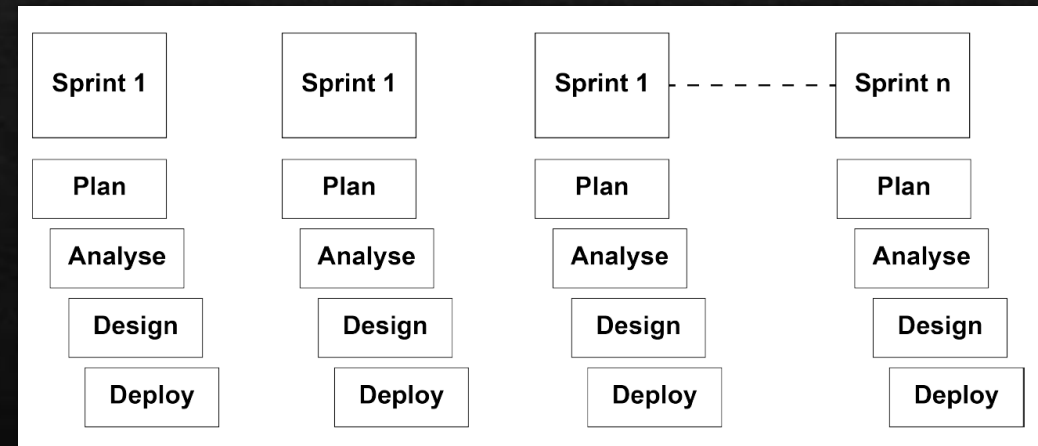 Sprint 1
Sprint 1
Sprint 1
Sprint n
Plan
Plan
Plan
Plan
Analyse
Analyse
Analyse
Analyse
Design
Design
Design
Design
Deploy
Deploy
Deploy
Deploy